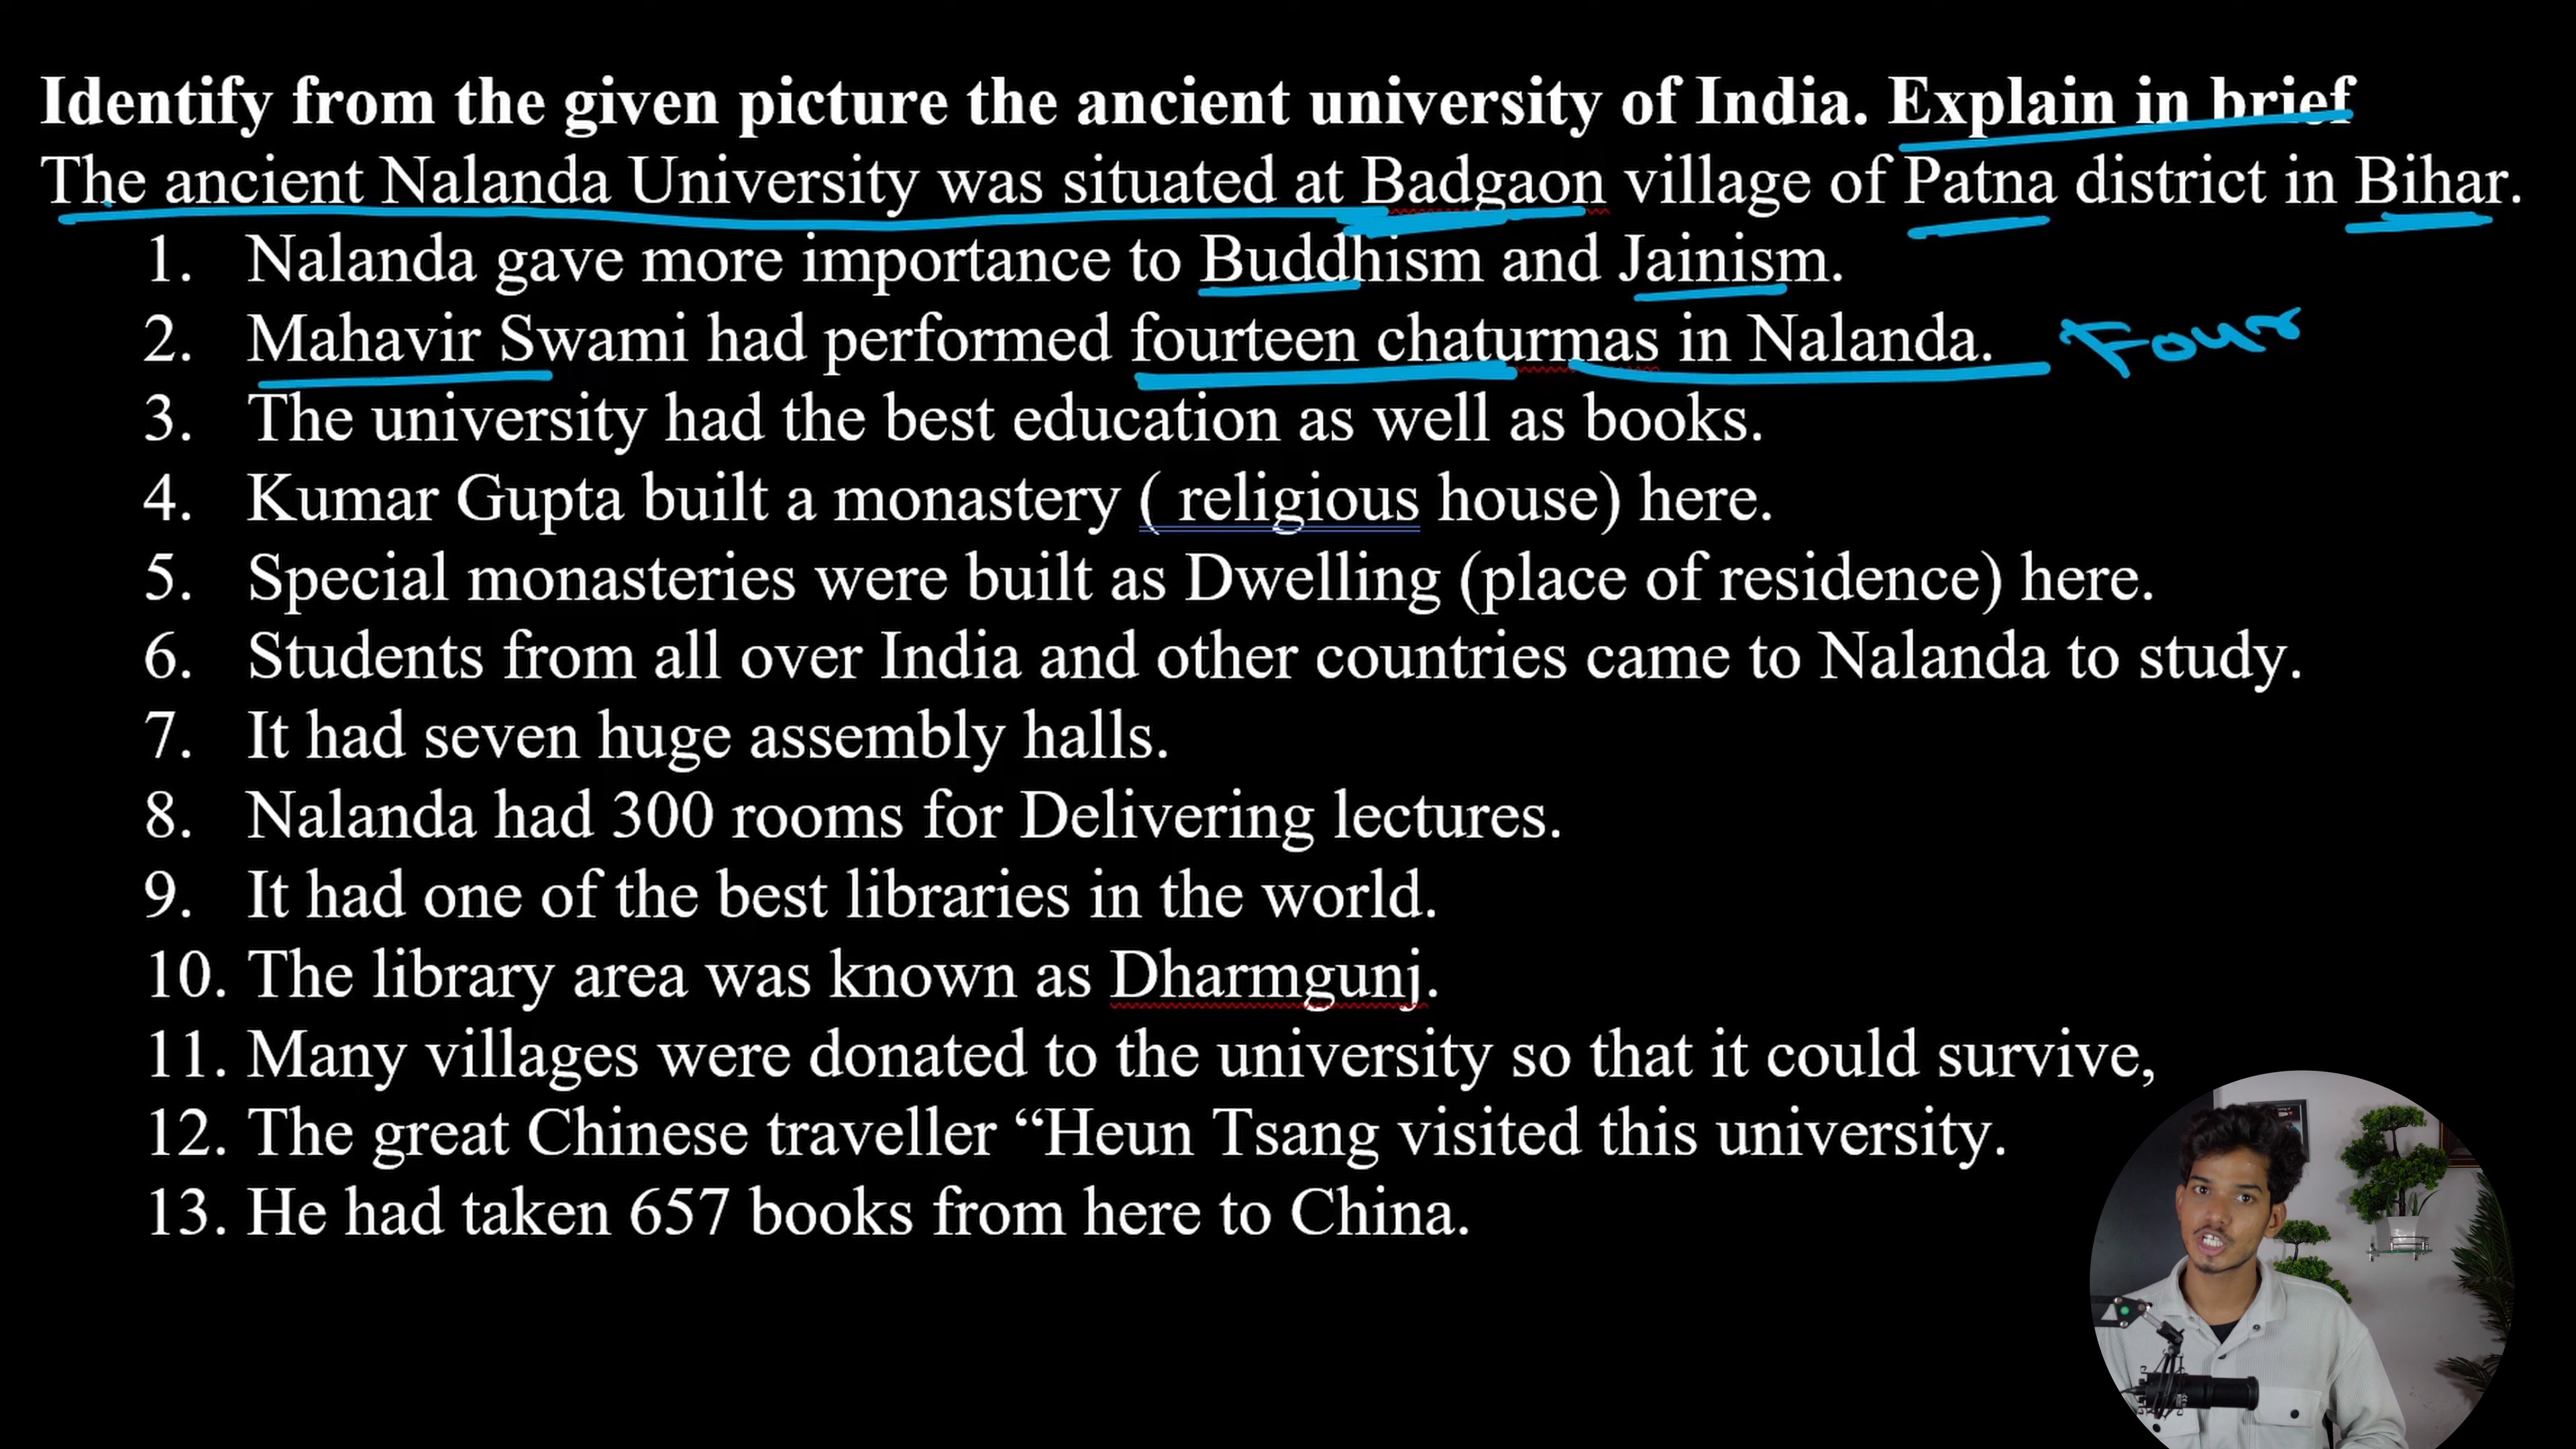 Identify from the given picture the ancient university of India. Explain in brief
The ancient Nalanda University was situated at Badgaon village of Patna district in Bihar.
1. Nalanda gave more importance to Buddhism and Jainism.
2. Mahavir Swami had performed fourteen chaturmas in Nalanda. Four
3. The university had the best education as well as books.
4. Kumar Gupta built a monastery ( religious house) here.
5. Special monasteries were built as Dwelling (place of residence) here.
6. Students from all over India and other countries came to Nalanda to study.
7. It had seven huge assembly halls.
8. Nalanda had 300 rooms for Delivering lectures.
9. It had one of the best libraries in the world.
10. The library area was known as Dharmgunj.
11. Many villages were donated to the university so that it could survive,
12. The great Chinese traveller “Heun Tsang visited this university.
13. He had taken 657 books from here to China.